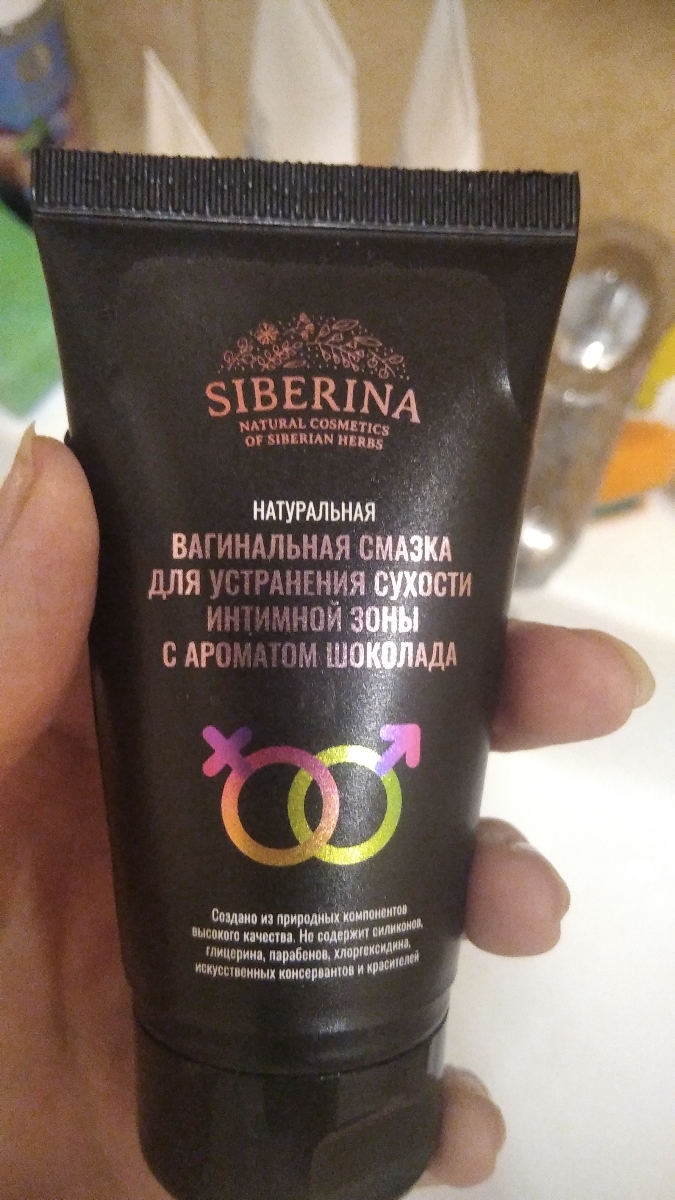 SIBERINA
NATURAL COSMETICS
OF SIBERIAN HERBS
НАТУРАЛЬНАЯ
ВАГИНАЛЬНАЯ СМАЗКА
ДЛЯ УСТРАНЕНИЯ СУХОСТИ
ИНТИМНОЙ ЗОНЫ
С АРОМАТОМ ШОКОЛАДА
Создано из природных компонентов
высокого качества. Не содержит силиконов,
глицерина, парабенов, хлоргексидина,
искусственных консервантов и красителей